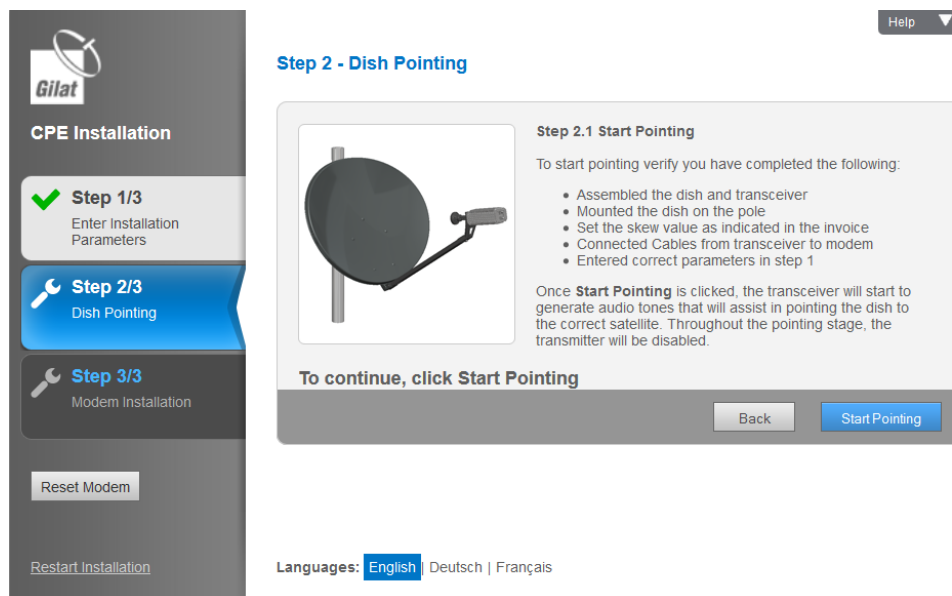 Help
Gilat
CPE Installation
Step 1/3
Enter Installation
Parameters
Step 2/3
Dish Pointing
Step 3/3
Modem Installation
Reset Modem
Restart Installation
Step 2 - Dish Pointing
Step 2.1 Start Pointing
To start pointing verify you have completed the following:
• Assembled the dish and transceiver
• Mounted the dish on the pole
• Set the skew value as indicated in the invoice
• Connected Cables from transceiver to modem
• Entered correct parameters in step 1
Once Start Pointing is clicked, the transceiver will start to
generate audio tones that will assist in pointing the dish to
the correct satellite. Throughout the pointing stage, the
transmitter will be disabled.
To continue, click Start Pointing
Back
Start Pointing
Languages: English | Deutsch | Français